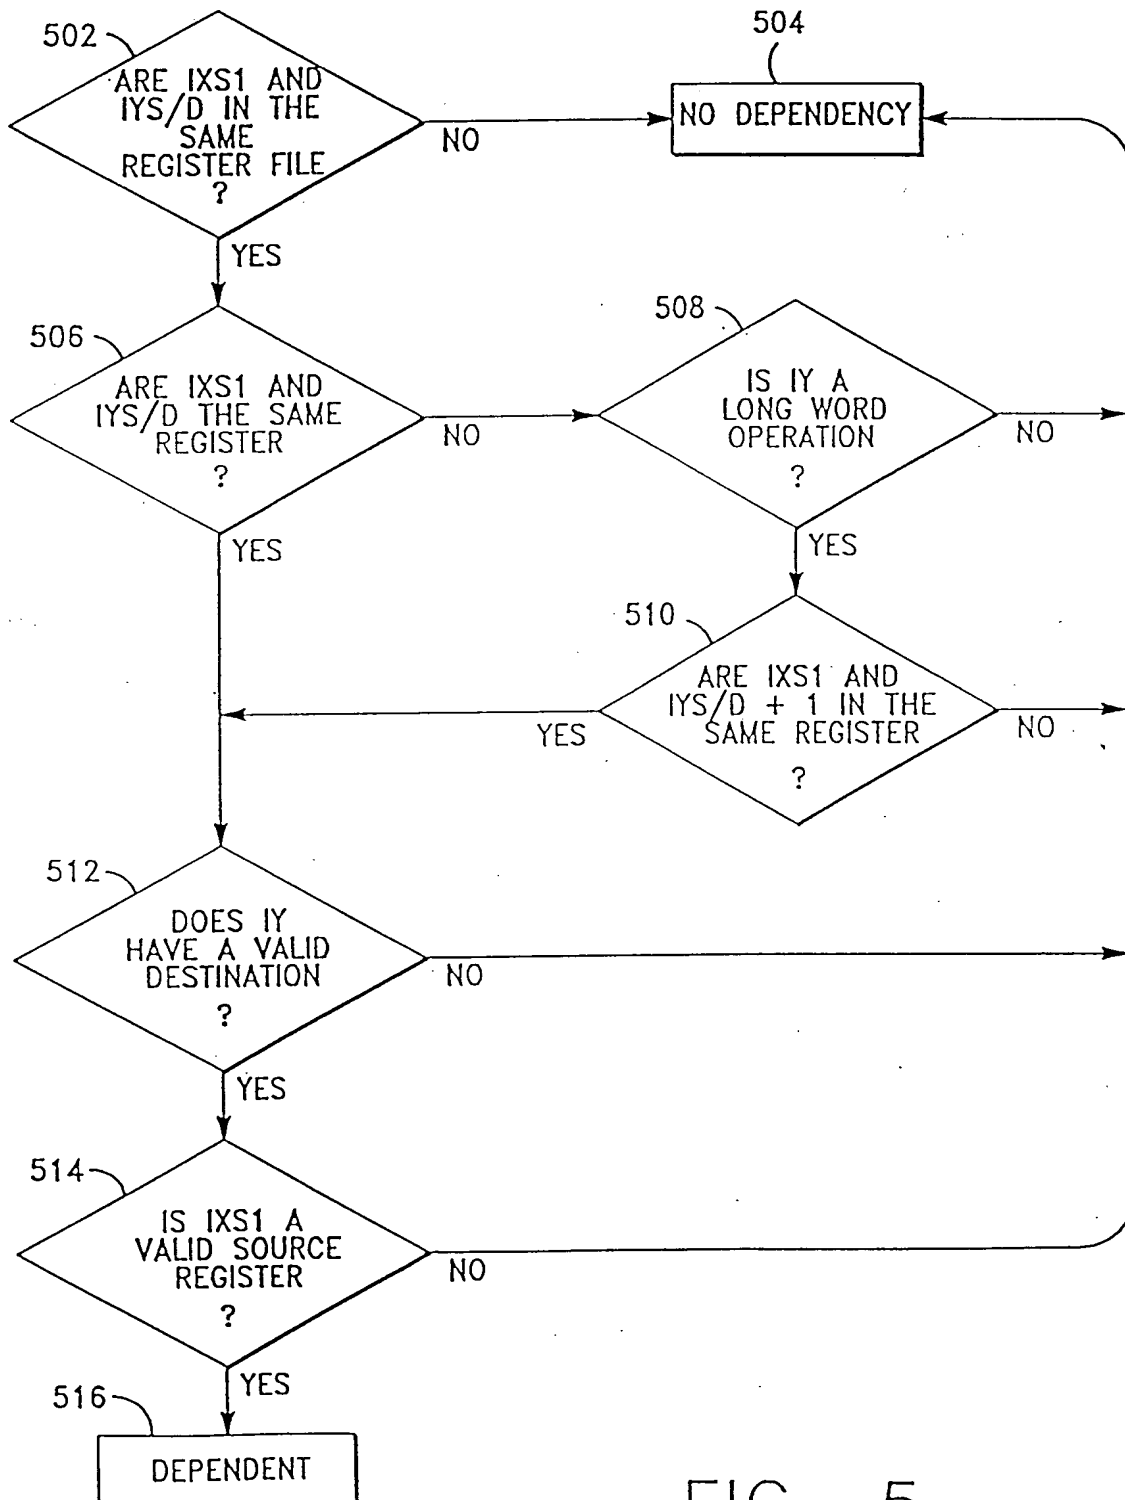 502
ARE IXS1 AND
IYS/D IN THE
SAME
REGISTER FILE
?
NO
YES
504
NO DEPENDENCY
506
ARE IXS1 AND
IYS/D THE SAME
REGISTER
?
NO
YES
508
IS IY A
LONG WORD
OPERATION
?
NO
YES
510
ARE IXS1 AND
IYS/D + 1 IN THE
SAME REGISTER
?
YES
NO
512
DOES IY
HAVE A VALID
DESTINATION
?
NO
YES
514
IS IXS1 A
VALID SOURCE
REGISTER
?
NO
YES
516
DEPENDENT
FIG. 5